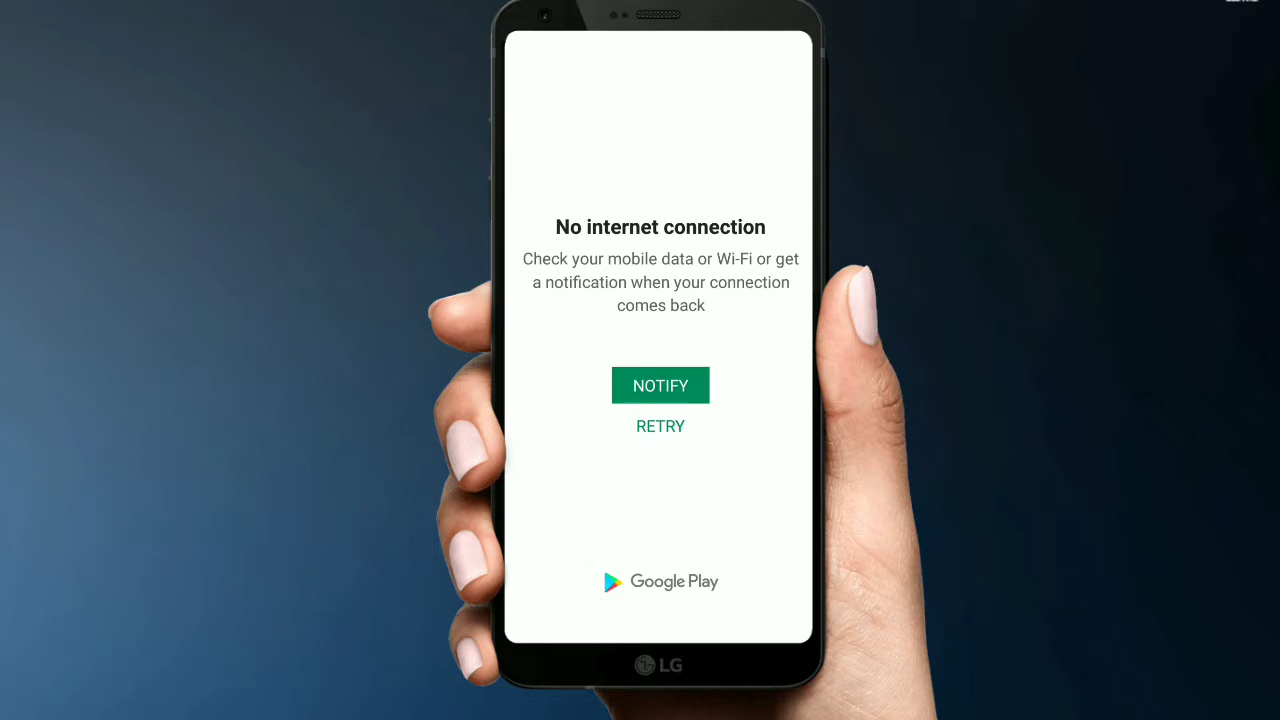 No internet connection
Check your mobile data or Wi-Fi or get
a notification when your connection
comes back
NOTIFY
RETRY
Google Play
LG